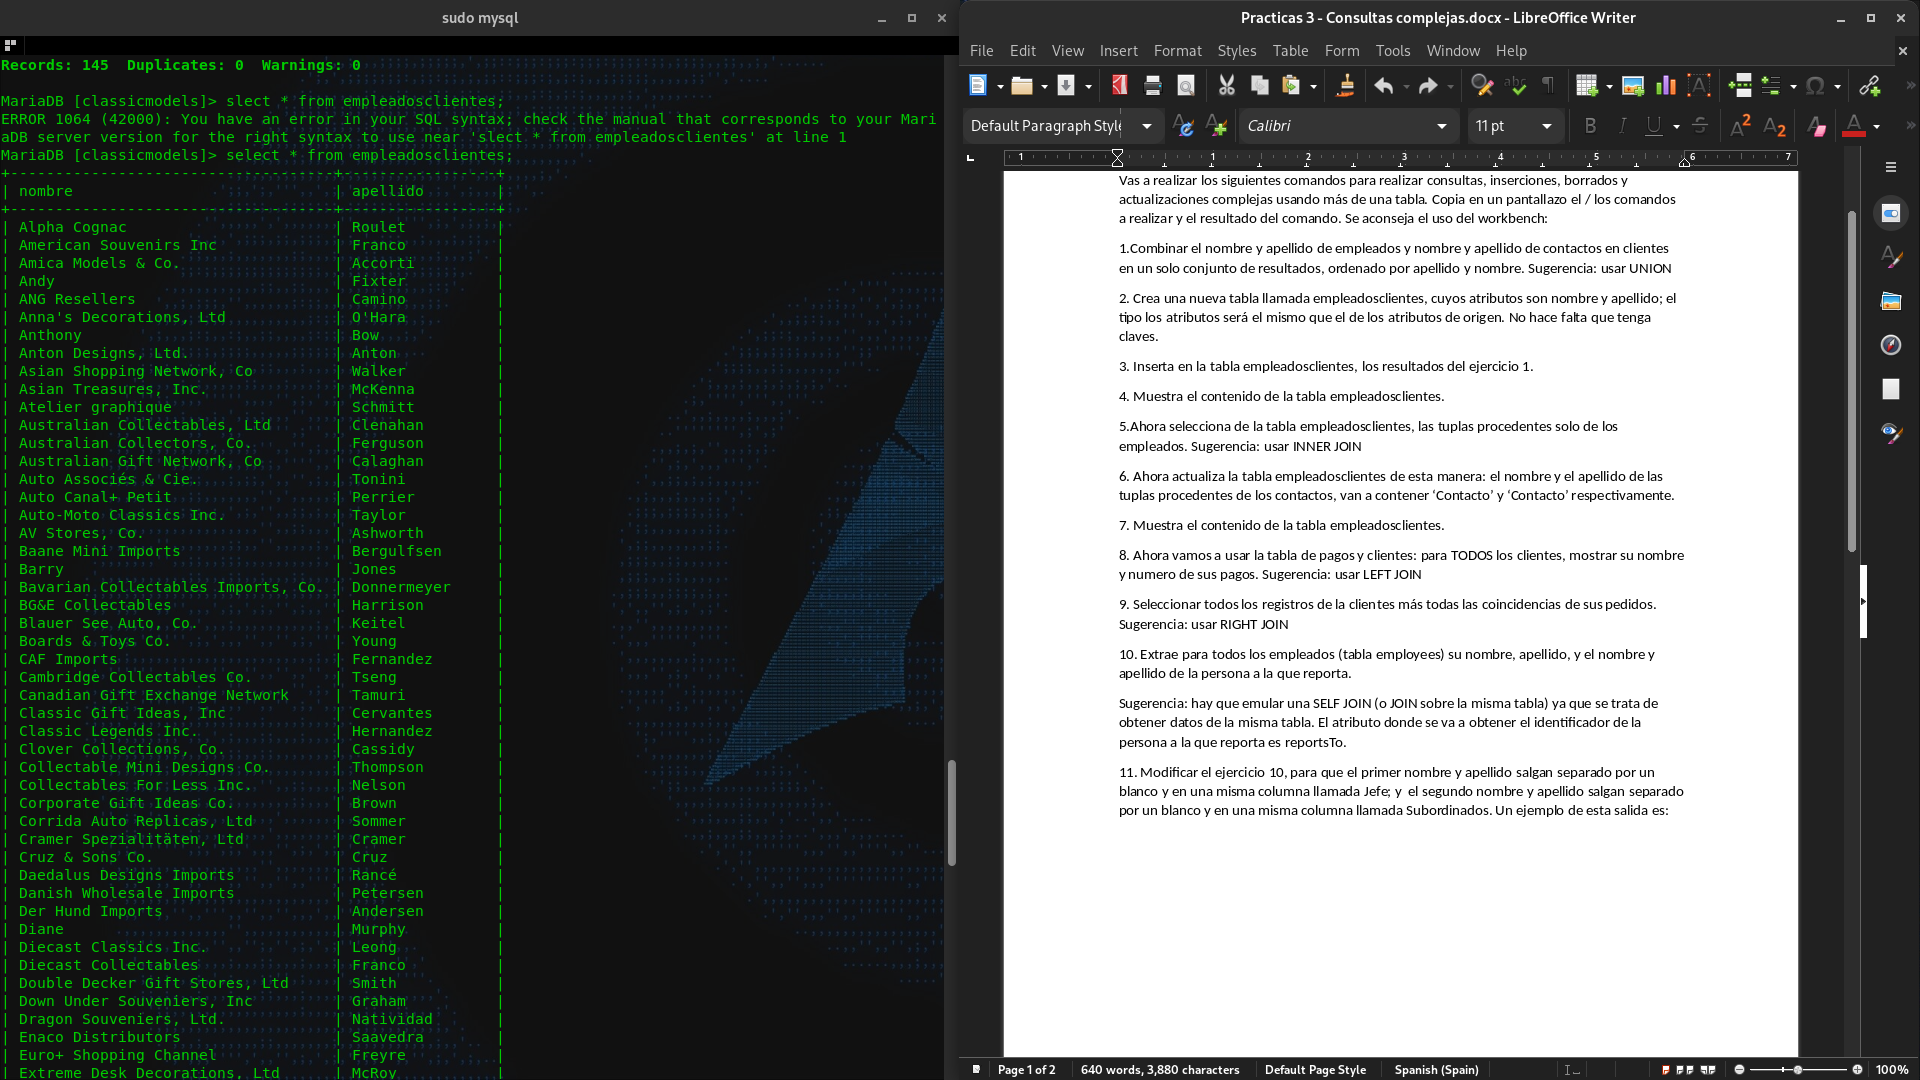 sudo mysql
Records: 145  Duplicates: 0  Warnings: 0
MariaDB [classicmodels]> slect * from empleadosclientes;
ERROR 1064 (42000): You have an error in your SQL syntax; check the manual that corresponds to your Mari
aDB server version for the right syntax to use near 'slect * from empleadosclientes' at line 1
MariaDB [classicmodels]> select * from empleadosclientes;
+-----------------------------------+-----------------+
| nombre | apellido |
+-----------------------------------+-----------------+
| Alpha Cognac | Roulet |
| American Souvenirs Inc | Franco |
| Amica Models & Co. | Accorti |
| Andy | Fixter |
| ANG Resellers | Camino |
| Anna's Decorations, Ltd | O'Hara |
| Anthony | Bow |
| Anton Designs, Ltd. | Anton |
| Asian Shopping Network, Co | Walker |
| Asian Treasures, Inc. | McKenna |
| Atelier graphique | Schmitt |
| Australian Collectables, Ltd | Clenahan |
| Australian Collectors, Co. | Ferguson |
| Australian Gift Network, Co | Calaghan |
| Auto Associés & Cie. | Tonini |
| Auto Canal+ Petit | Perrier |
| Auto-Moto Classics Inc. | Taylor |
| AV Stores, Co. | Ashworth |
| Baane Mini Imports | Bergulfsen |
| Barry | Jones |
| Bavarian Collectables Imports, Co. | Donnermeyer |
| BG&E Collectables | Harrison |
| Blauer See Auto, Co. | Keitel |
| Boards & Toys Co. | Young |
| CAF Imports | Fernandez |
| Cambridge Collectables Co. | Tseng |
| Canadian Gift Exchange Network | Tamuri |
| Classic Gift Ideas, Inc | Cervantes |
| Classic Legends Inc. | Hernandez |
| Clover Collections, Co. | Cassidy |
| Collectable Mini Designs Co. | Thompson |
| Collectables For Less Inc. | Nelson |
| Corporate Gift Ideas Co. | Brown |
| Corrida Auto Replicas, Ltd | Sommer |
| Cramer Spezialitäten, Ltd | Cramer |
| Cruz & Sons Co. | Cruz |
| Daedalus Designs Imports | Rancé |
| Danish Wholesale Imports | Petersen |
| Der Hund Imports | Andersen |
| Diane | Murphy |
| Diecast Classics Inc. | Leong |
| Diecast Collectables | Franco |
| Double Decker Gift Stores, Ltd | Smith |
| Down Under Souveniers, Inc | Graham |
| Dragon Souveniers, Ltd. | Natividad |
| Enaco Distributors | Saavedra |
| Euro+ Shopping Channel | Freyre |
| Extreme Desk Decorations, Ltd | McRoy |
Practicas 3 - Consultas complejas.docx - LibreOffice Writer
File Edit View Insert Format Styles Table Form Tools Window Help
Default Paragraph Style Calibri 11 pt
1 1 2 3 4 5 6 7
Vas a realizar los siguientes comandos para realizar consultas, inserciones, borrados y
actualizaciones complejas usando más de una tabla. Copia en un pantallazo el / los comandos
a realizar y el resultado del comando. Se aconseja el uso del workbench:
1.Combinar el nombre y apellido de empleados y nombre y apellido de contactos en clientes
en un solo conjunto de resultados, ordenado por apellido y nombre. Sugerencia: usar UNION
2. Crea una nueva tabla llamada empleadosclientes, cuyos atributos son nombre y apellido; el
tipo los atributos será el mismo que el de los atributos de origen. No hace falta que tenga
claves.
3. Inserta en la tabla empleadosclientes, los resultados del ejercicio 1.
4. Muestra el contenido de la tabla empleadosclientes.
5.Ahora selecciona de la tabla empleadosclientes, las tuplas procedentes solo de los
empleados. Sugerencia: usar INNER JOIN
6. Ahora actualiza la tabla empleadosclientes de esta manera: el nombre y el apellido de las
tuplas procedentes de los contactos, van a contener ‘Contacto’ y ‘Contacto’ respectivamente.
7. Muestra el contenido de la tabla empleadosclientes.
8. Ahora vamos a usar la tabla de pagos y clientes: para TODOS los clientes, mostrar su nombre
y numero de sus pagos. Sugerencia: usar LEFT JOIN
9. Seleccionar todos los registros de la clientes más todas las coincidencias de sus pedidos.
Sugerencia: usar RIGHT JOIN
10. Extrae para todos los empleados (tabla employees) su nombre, apellido, y el nombre y
apellido de la persona a la que reporta.
Sugerencia: hay que emular una SELF JOIN (o JOIN sobre la misma tabla) ya que se trata de
obtener datos de la misma tabla. El atributo donde se va a obtener el identificador de la
persona a la que reporta es reportsTo.
11. Modificar el ejercicio 10, para que el primer nombre y apellido salgan separado por un
blanco y en una misma columna llamada Jefe; y  el segundo nombre y apellido salgan separado
por un blanco y en una misma columna llamada Subordinados. Un ejemplo de esta salida es:
Page 1 of 2 640 words, 3,880 characters Default Page Style Spanish (Spain) 100%